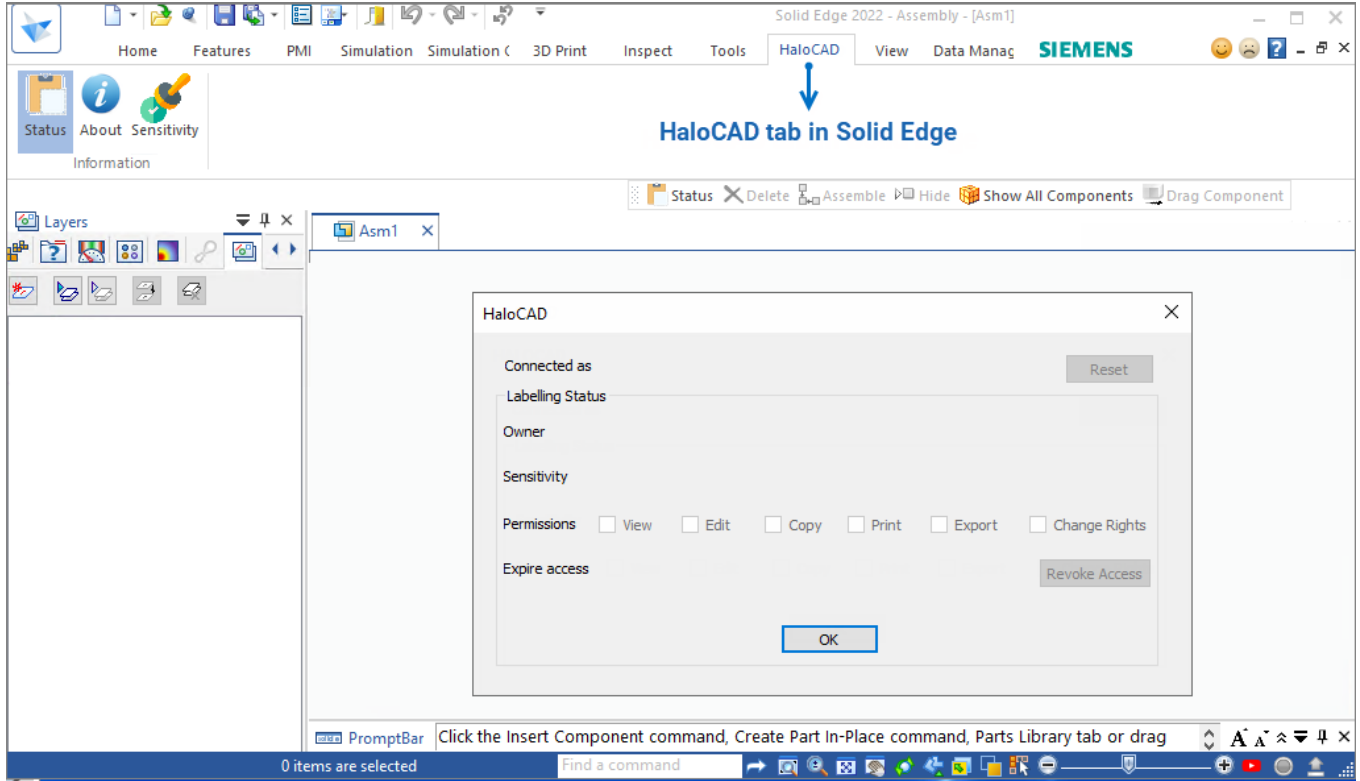 Solid Edge 2022 - Assembly - [Asm1]
Home Features PMI Simulation Simulation ( 3D Print Inspect Tools HaloCAD View Data Manag SIEMENS
Status About Sensitivity
Information
HaloCAD tab in Solid Edge
Status Delete Assemble Hide Show All Components Drag Component
Layers
Asm1
HaloCAD
Connected as Reset
Labelling Status
Owner
Sensitivity
Permissions View Edit Copy Print Export Change Rights
Expire access Revoke Access
OK
PromptBar Click the Insert Component command, Create Part In-Place command, Parts Library tab or drag
0 items are selected Find a command